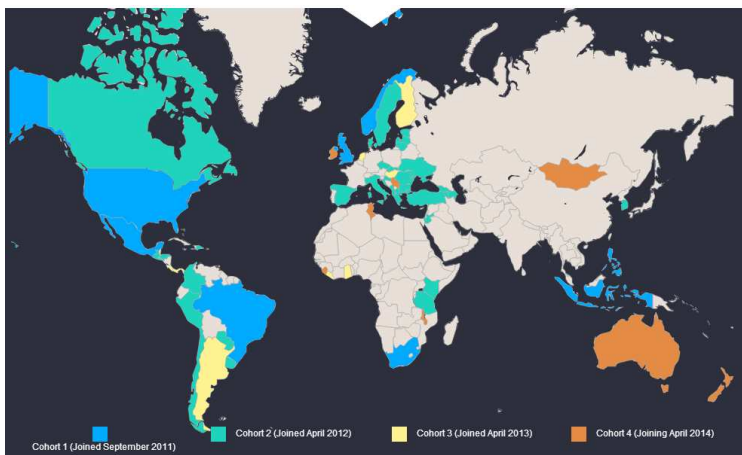 Cohort 1 (Joined September 2011)
Cohort 2 (Joined April 2012)
Cohort 3 (Joined April 2013)
Cohort 4 (Joining April 2014)